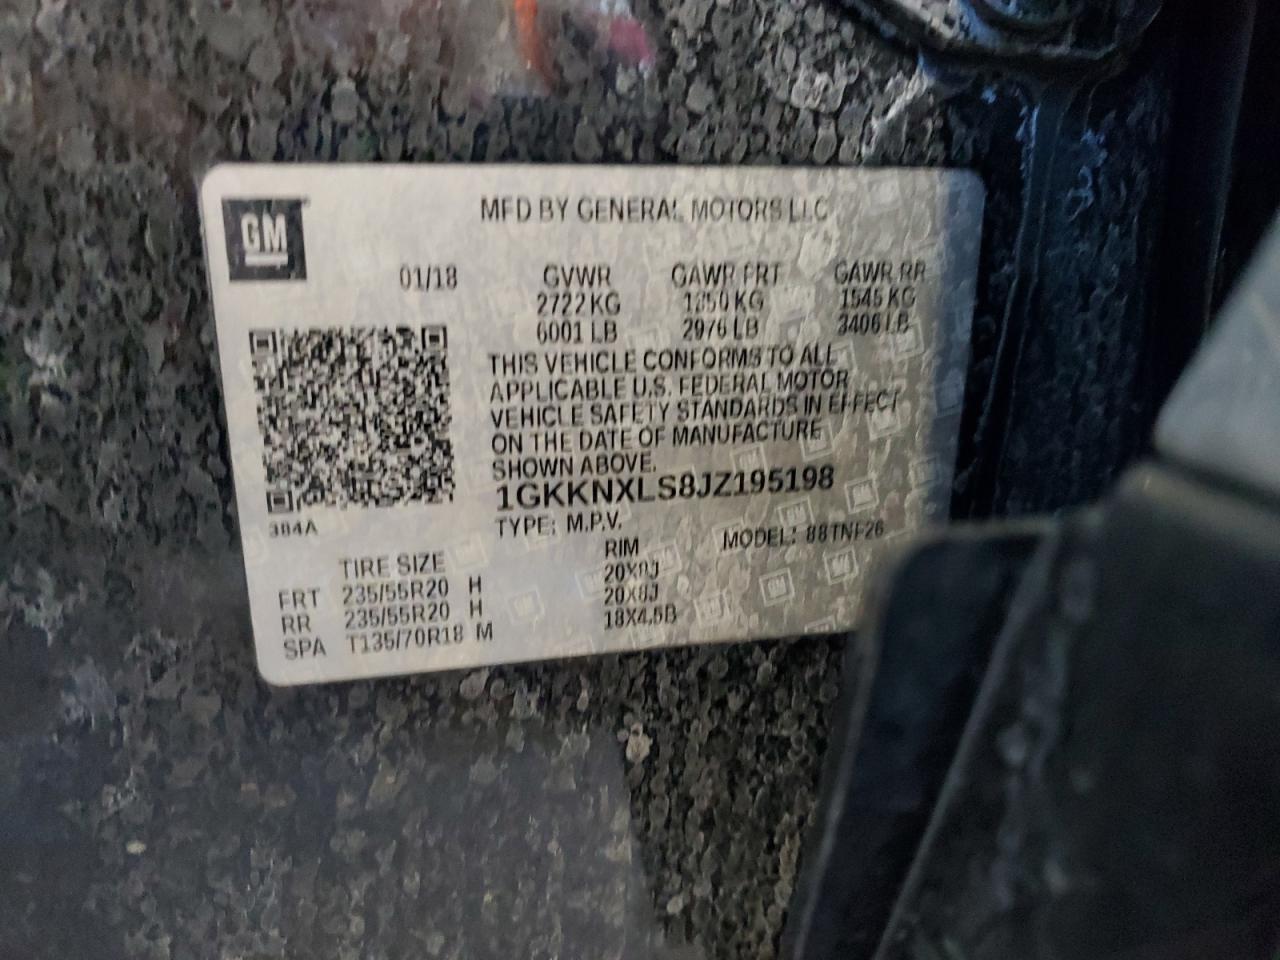 GM
MFD BY GENERAL MOTORS LLC
01/18 GVWR GAWR FRT GAWR RR
2722 KG 1350 KG 1545 KG
6001 LB 2976 LB 3406 LB
THIS VEHICLE CONFORMS TO ALL
APPLICABLE U.S. FEDERAL MOTOR
VEHICLE SAFETY STANDARDS IN EFFECT
ON THE DATE OF MANUFACTURE
SHOWN ABOVE.
1GKKNXLS8JZ195198
384A
TYPE: M.P.V. MODEL: 88TNF26
TIRE SIZE RIM
FRT 235/55R20 H 20X8J
RR 235/55R20 H 20X8J
SPA T135/70R18 M 18X4.5B